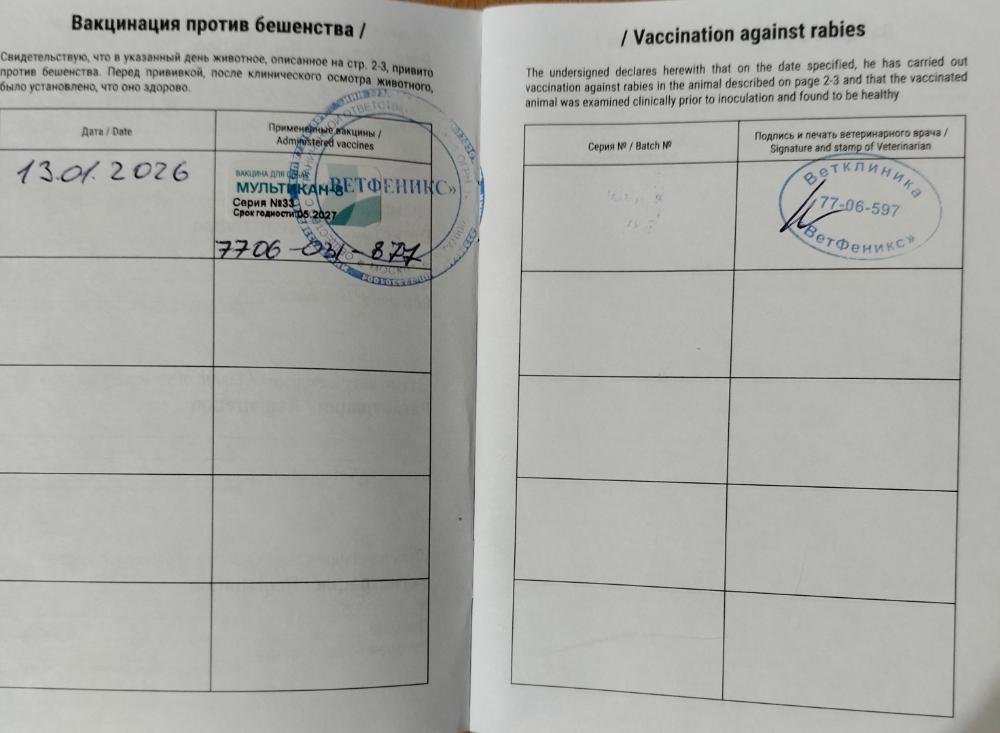 Вакцинация против бешенства /
Свидетельствую, что в указанный день животное, описанное на стр. 2-3, привито
против бешенства. Перед прививкой, после клинического осмотра животного,
было установлено, что оно здорово.
Дата / Date
Применённые вакцины /
Administered vaccines
13.01.2026
ВАКЦИНА ДЛЯ
МУЛЬТИКАН-8
Серия №33
Срок годности:05.2027
ВЕТФЕНИКС»
7706-031-877
/ Vaccination against rabies
The undersigned declares herewith that on the date specified, he has carried out
vaccination against rabies in the animal described on page 2-3 and that the vaccinated
animal was examined clinically prior to inoculation and found to be healthy
Серия № / Batch №
Подпись и печать ветеринарного врача /
Signature and stamp of Veterinarian
Ветклиника
77-06-597
«ВетФеникс»